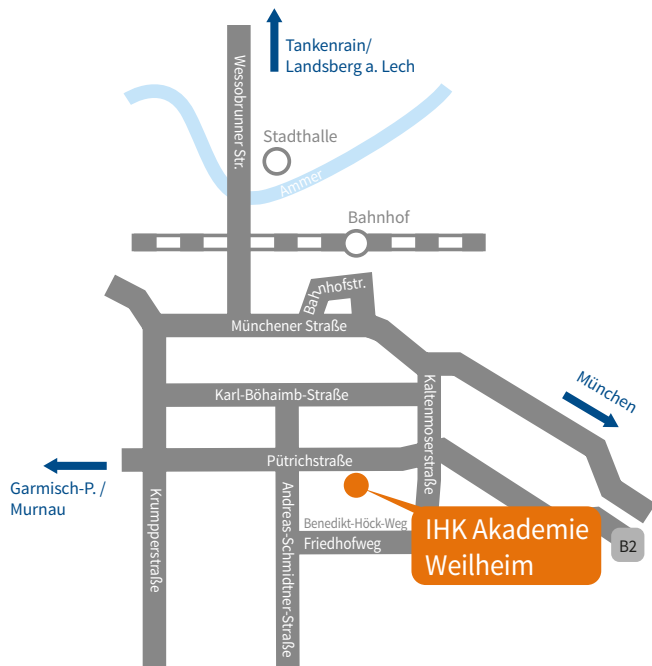 Tankenrain/
Landsberg a. Lech
Wessobrunner Str.
Stadthalle
Ammer
Bahnhof
Bahnhofstr.
Münchener Straße
München
Karl-Böhaimb-Straße
Kaltenmoserstraße
Pütrichstraße
Garmisch-P. /
Murnau
Krumpperstraße
Andreas-Schmidtner-Straße
Benedikt-Höck-Weg
Friedhofweg
IHK Akademie
Weilheim
B2